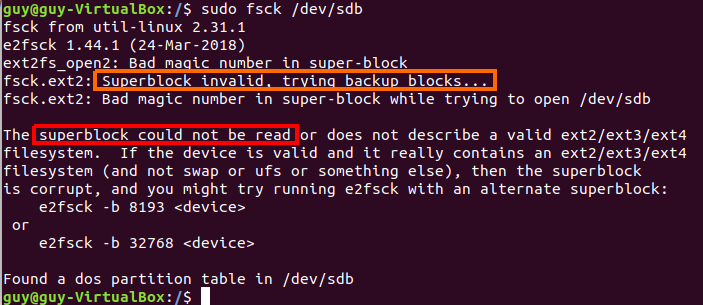 guy@guy-VirtualBox:/$ sudo fsck /dev/sdb
fsck from util-linux 2.31.1
e2fsck 1.44.1 (24-Mar-2018)
ext2fs_open2: Bad magic number in super-block
fsck.ext2: Superblock invalid, trying backup blocks...
fsck.ext2: Bad magic number in super-block while trying to open /dev/sdb
The superblock could not be read or does not describe a valid ext2/ext3/ext4
filesystem.  If the device is valid and it really contains an ext2/ext3/ext4
filesystem (and not swap or ufs or something else), then the superblock
is corrupt, and you might try running e2fsck with an alternate superblock:
    e2fsck -b 8193 <device>
 or
    e2fsck -b 32768 <device>
Found a dos partition table in /dev/sdb
guy@guy-VirtualBox:/$